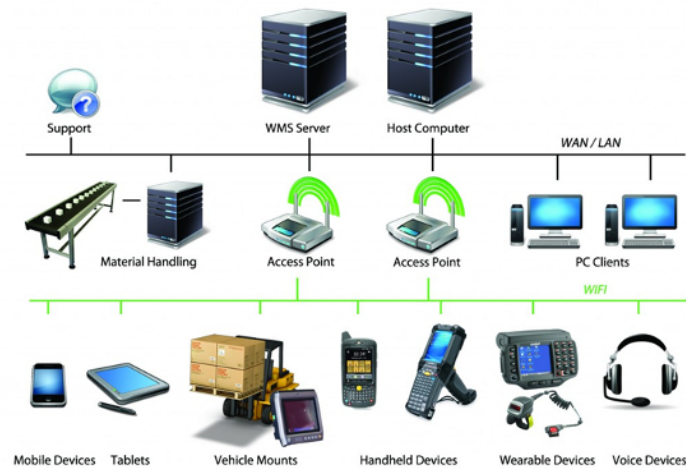 Support
WMS Server
Host Computer
WAN / LAN
Material Handling
Access Point
Access Point
PC Clients
WIFI
Mobile Devices
Tablets
Vehicle Mounts
Handheld Devices
Wearable Devices
Voice Devices